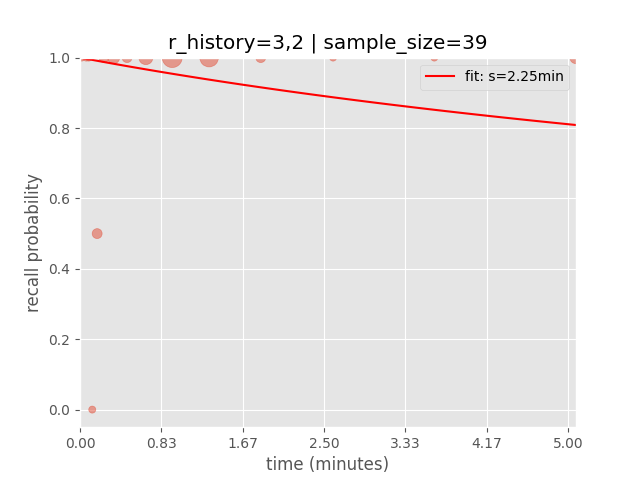 r_history=3,2 | sample_size=39
fit: s=2.25min
recall probability
1.0
0.8
0.6
0.4
0.2
0.0
0.00 0.83 1.67 2.50 3.33 4.17 5.00
time (minutes)